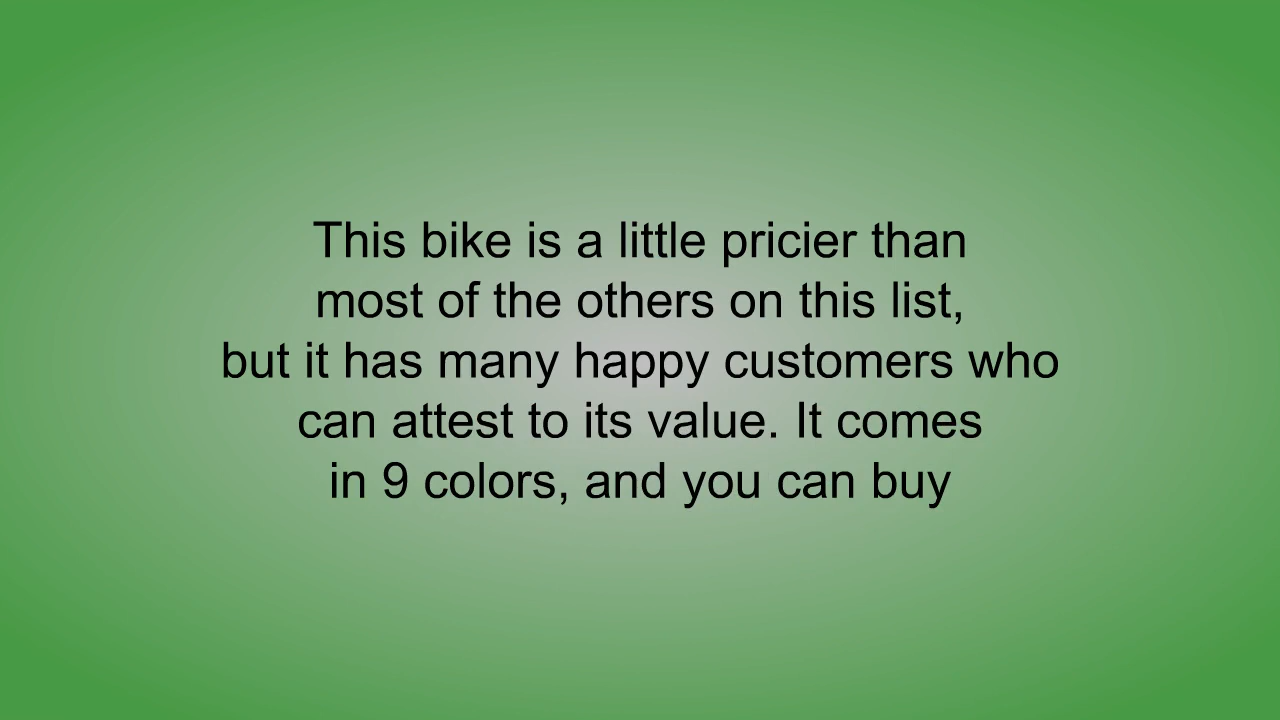 This bike is a little pricier than
most of the others on this list,
but it has many happy customers who
can attest to its value. It comes
in 9 colors, and you can buy